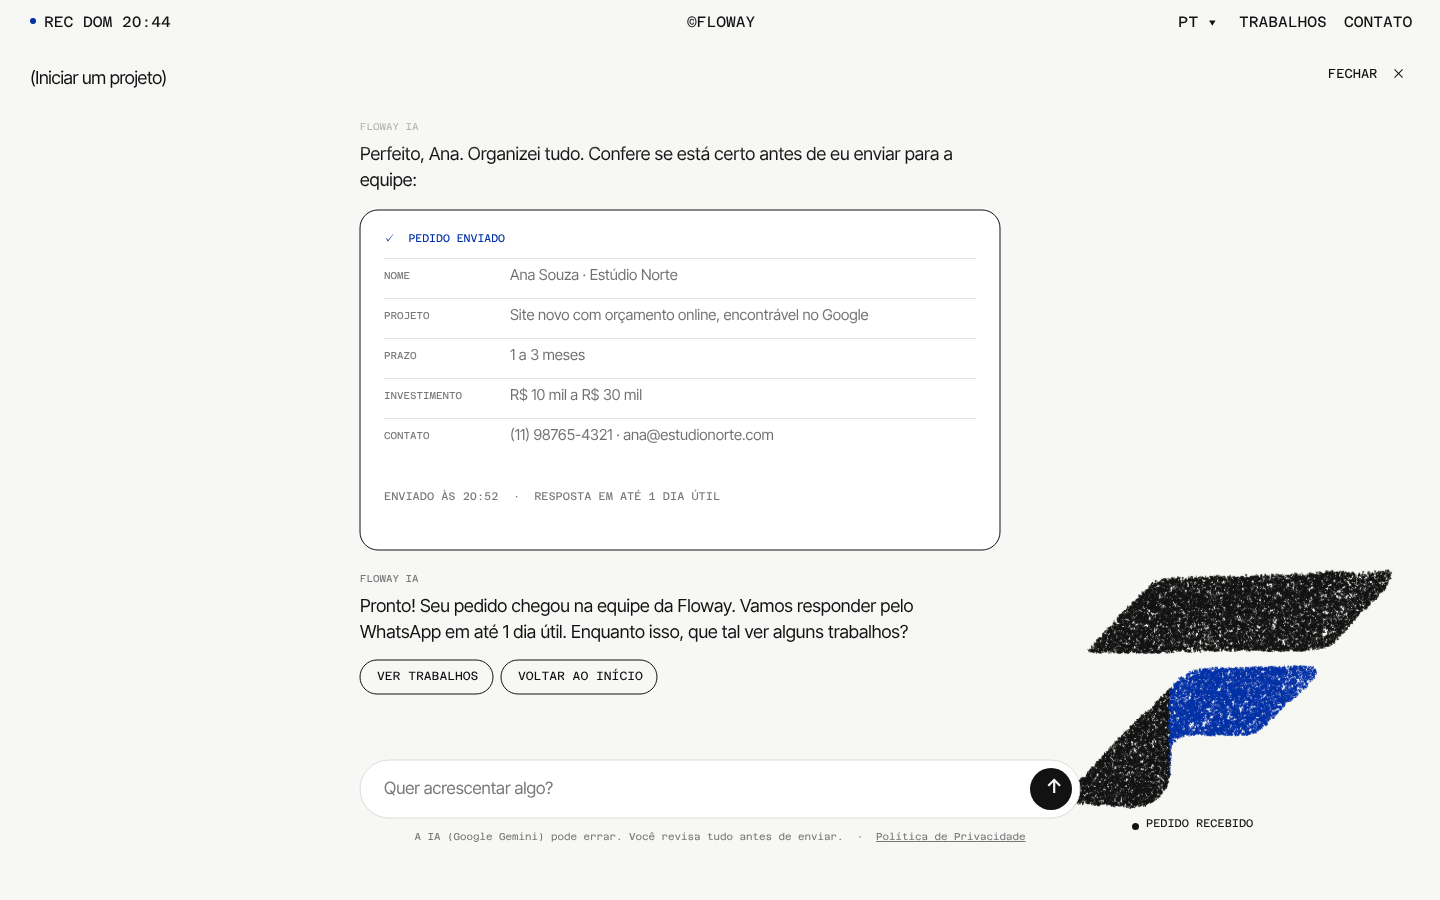 REC DOM 20:44
©FLOWAY
PT ▾ TRABALHOS CONTATO
(Iniciar um projeto)
FECHAR ×
FLOWAY IA
Perfeito, Ana. Organizei tudo. Confere se está certo antes de eu enviar para a
equipe:
✓ PEDIDO ENVIADO
NOME Ana Souza · Estúdio Norte
PROJETO Site novo com orçamento online, encontrável no Google
PRAZO 1 a 3 meses
INVESTIMENTO R$ 10 mil a R$ 30 mil
CONTATO (11) 98765-4321 · ana@estudionorte.com
ENVIADO ÀS 20:52 · RESPOSTA EM ATÉ 1 DIA ÚTIL
FLOWAY IA
Pronto! Seu pedido chegou na equipe da Floway. Vamos responder pelo
WhatsApp em até 1 dia útil. Enquanto isso, que tal ver alguns trabalhos?
VER TRABALHOS VOLTAR AO INÍCIO
Quer acrescentar algo?
PEDIDO RECEBIDO
A IA (Google Gemini) pode errar. Você revisa tudo antes de enviar. · Política de Privacidade